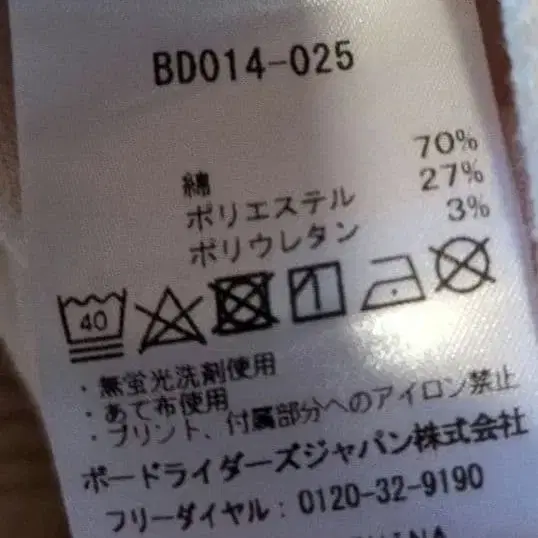 BD014-025
綿 70%
ポリエステル 27%
ポリウレタン 3%
40
・無蛍光洗剤使用
・あて布使用
・プリント、付属部分へのアイロン禁止
ボードライダーズジャパン株式会社
フリーダイヤル:0120-32-9190